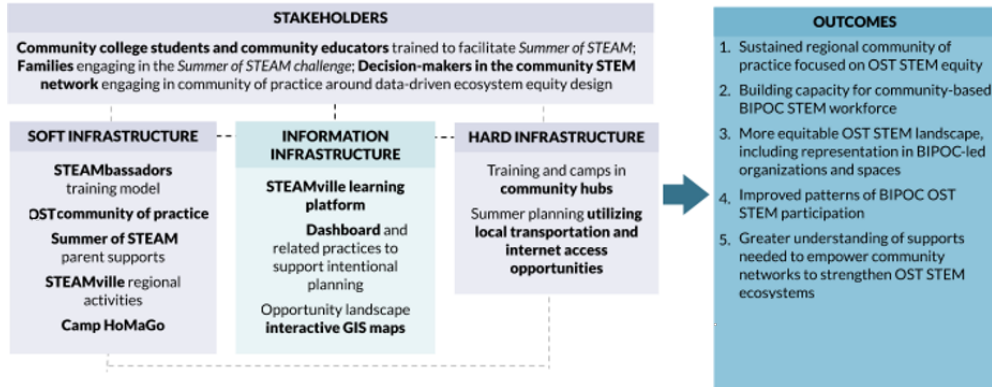 STAKEHOLDERS
Community college students and community educators trained to facilitate Summer of STEAM;
Families engaging in the Summer of STEAM challenge; Decision-makers in the community STEM
network engaging in community of practice around data-driven ecosystem equity design
SOFT INFRASTRUCTURE
STEAMbassadors
training model
OST community of practice
Summer of STEAM
parent supports
STEAMville regional
activities
Camp HoMaGo
INFORMATION
INFRASTRUCTURE
STEAMville learning
platform
Dashboard and
related practices to
support intentional
planning
Opportunity landscape
interactive GIS maps
HARD INFRASTRUCTURE
Training and camps in
community hubs
Summer planning utilizing
local transportation and
internet access
opportunities
OUTCOMES
1. Sustained regional community of
practice focused on OST STEM equity
2. Building capacity for community-based
BIPOC STEM workforce
3. More equitable OST STEM landscape,
including representation in BIPOC-led
organizations and spaces
4. Improved patterns of BIPOC OST
STEM participation
5. Greater understanding of supports
needed to empower community
networks to strengthen OST STEM
ecosystems